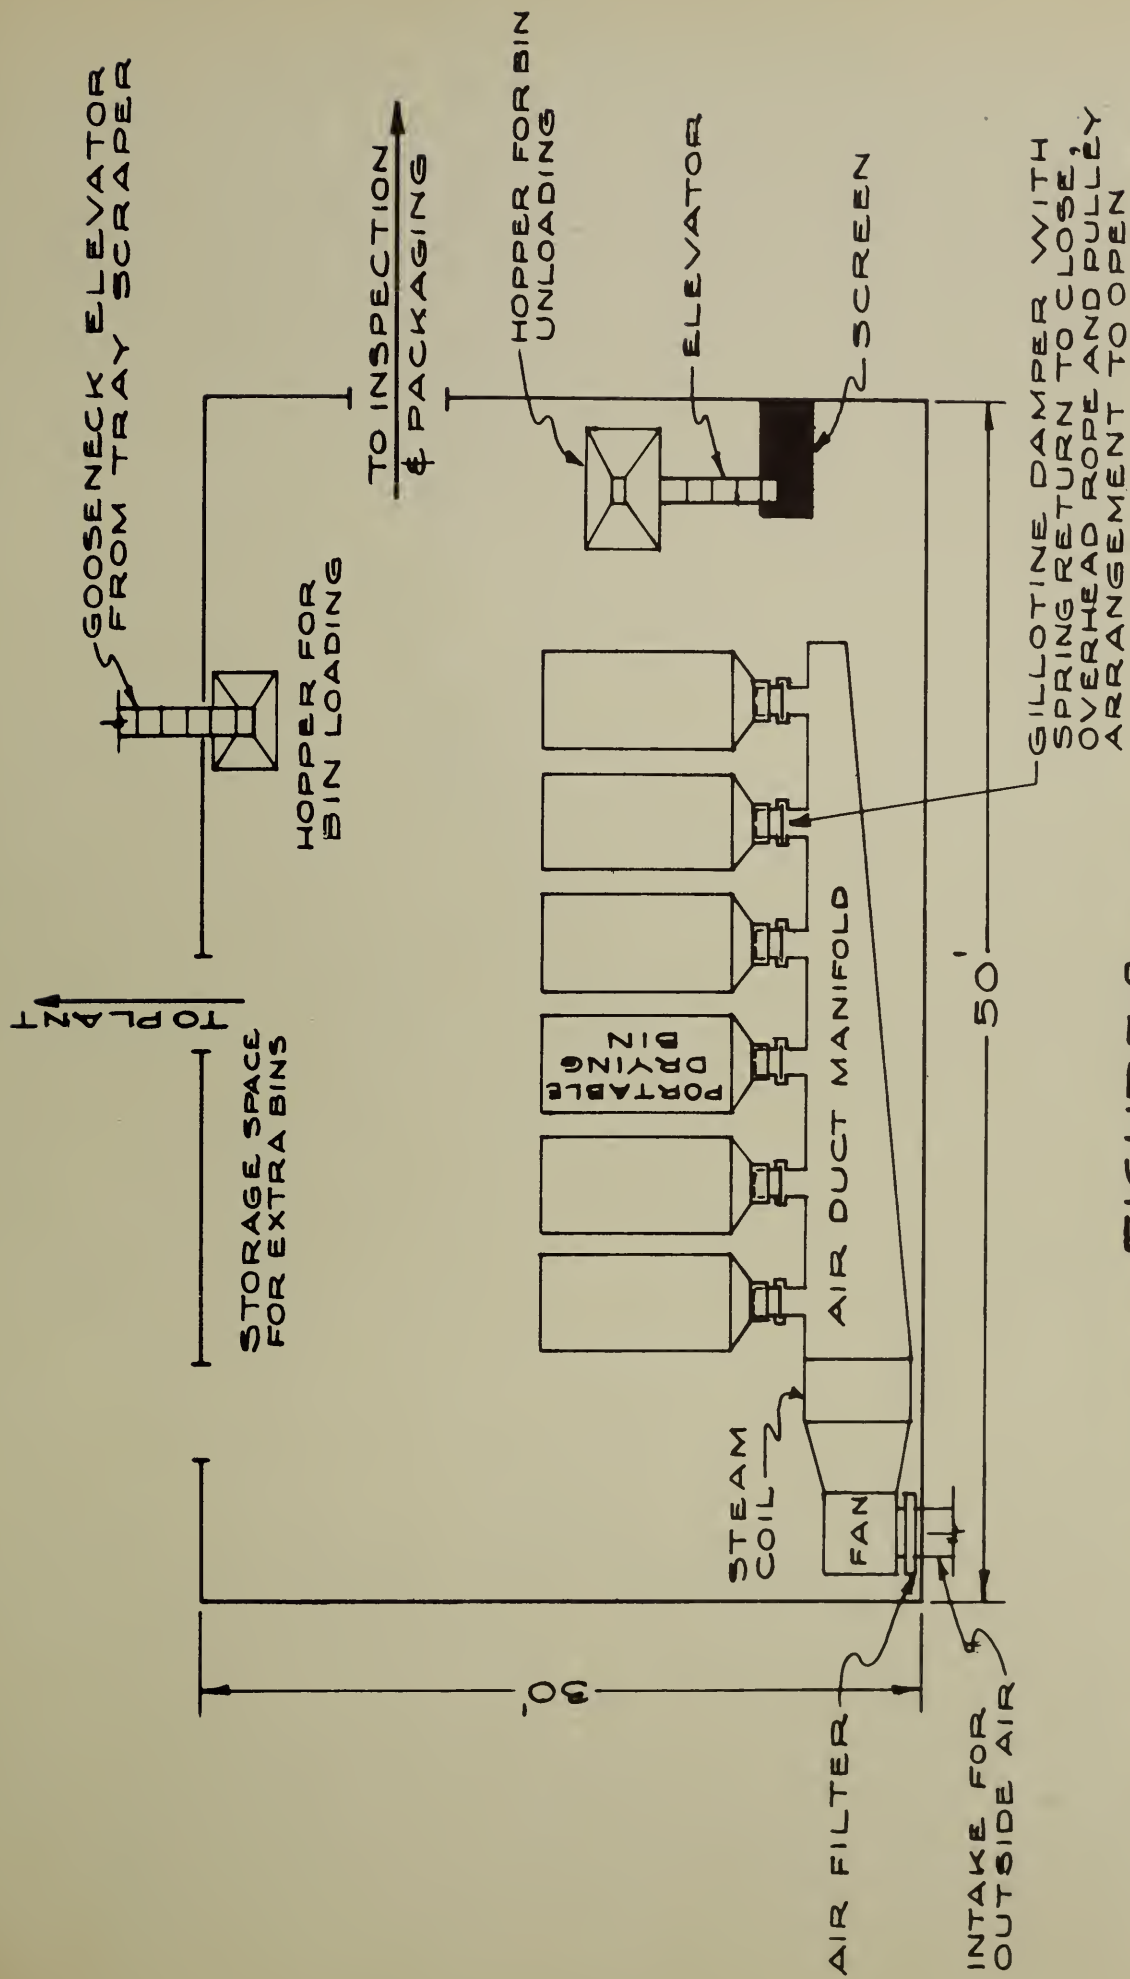 GOOSENECK ELEVATOR
FROM TRAY SCRAPER
TO PLANT
TO INSPECTION
& PACKAGING
HOPPER FOR
BIN LOADING
STORAGE SPACE
FOR EXTRA BINS
HOPPER FOR BIN
UNLOADING
ELEVATOR
SCREEN
PORTABLE
DRYING
BIN
30'
STEAM
COIL
FAN
AIR DUCT MANIFOLD
AIR FILTER
INTAKE FOR
OUTSIDE AIR
50'
GILLOTINE DAMPER WITH
SPRING RETURN TO CLOSE,
OVERHEAD ROPE AND PULLEY
ARRANGEMENT TO OPEN